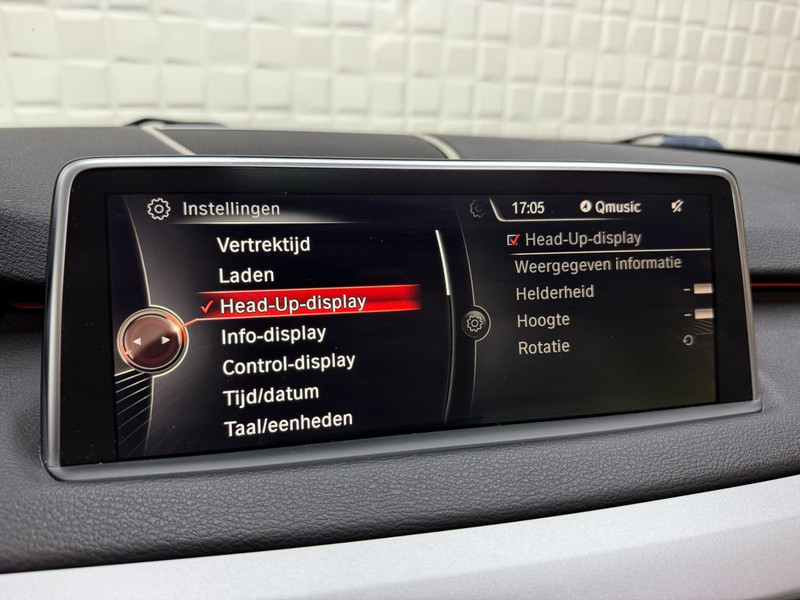 Instellingen
Vertrektijd
Laden
Head-Up-display
Info-display
Control-display
Tijd/datum
Taal/eenheden
17:05 Qmusic
Head-Up-display
Weergegeven informatie
Helderheid
Hoogte
Rotatie